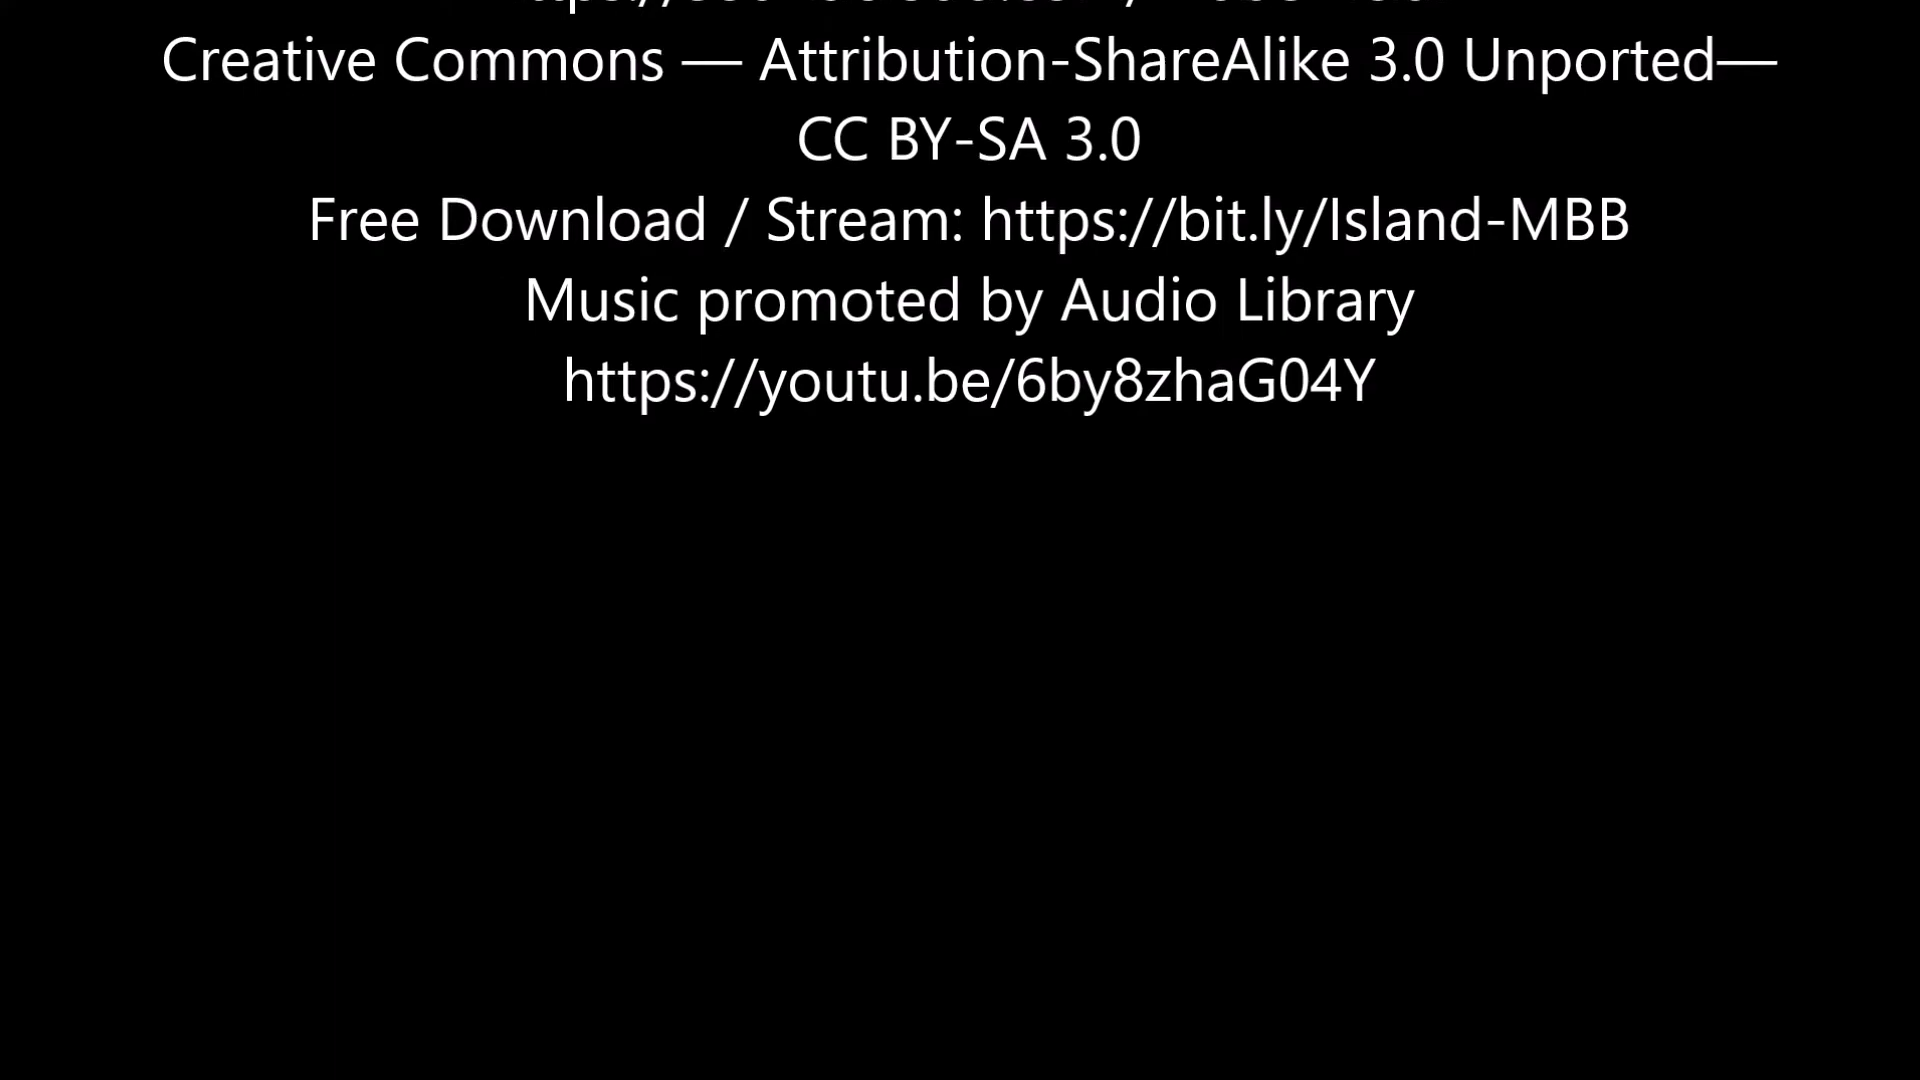 Creative Commons — Attribution-ShareAlike 3.0 Unported—
CC BY-SA 3.0
Free Download / Stream: https://bit.ly/Island-MBB
Music promoted by Audio Library
https://youtu.be/6by8zhaG04Y